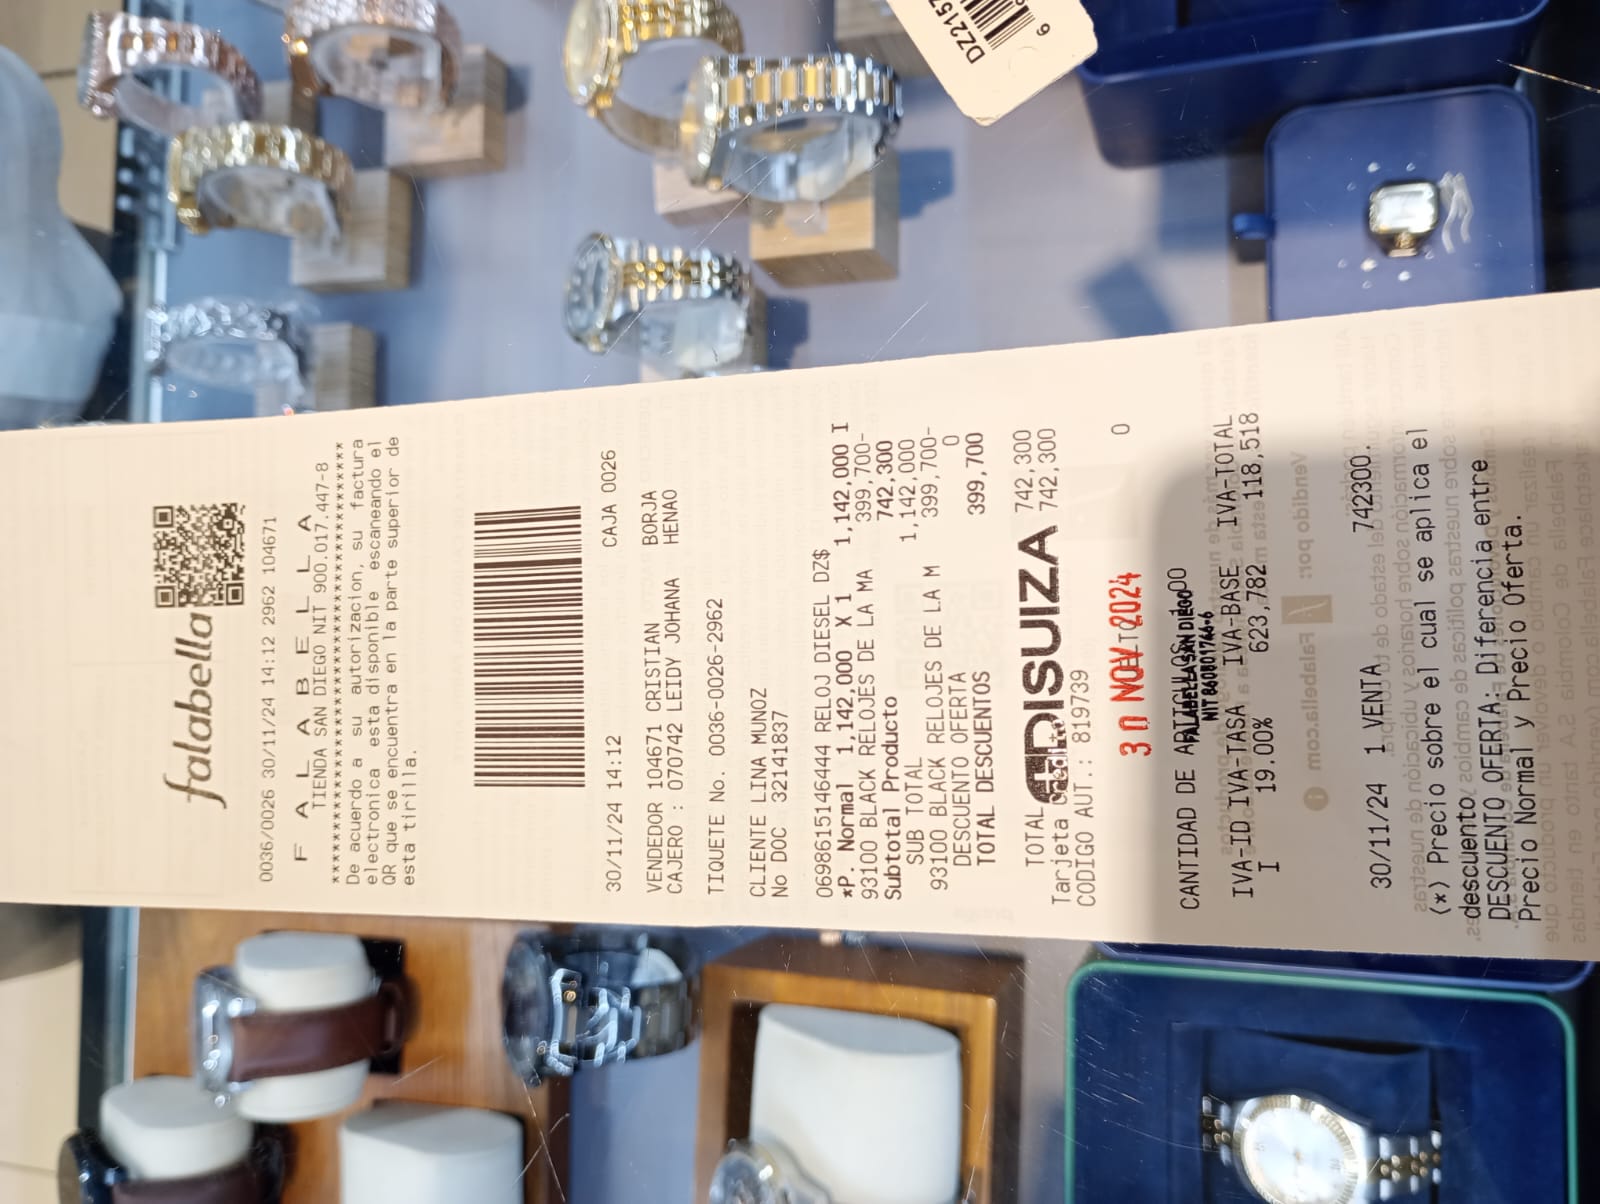 falabella
0036/0026 30/11/24 14:12 2962 104671
F A L A B E L L A
TIENDA SAN DIEGO NIT 900.017.447-8
****************************************
De acuerdo a su autorizacion, su factura
electronica esta disponible escaneando el
QR que se encuentra en la parte superior de
esta tirilla.
30/11/24 14:12 CAJA 0026
VENDEDOR 104671 CRISTIAN BORJA
CAJERO : 070742 LEIDY JOHANA HENAO
TIQUETE No. 0036-0026-2962
CLIENTE LINA MUNOZ
No DOC 32141837
0698615146444 RELOJ DIESEL DZ$
*P. Normal 1,142,000 X 1 1,142,000 I
93100 BLACK RELOJES DE LA MA 399,700-
Subtotal Producto 742,300
SUB TOTAL 1,142,000
93100 BLACK RELOJES DE LA M 399,700-
DESCUENTO OFERTA 0
TOTAL DESCUENTOS 399,700
TOTAL 742,300
Tarjeta 742,300
DISUIZA
CODIGO AUT.: 819739
0
30 NOV 2024
CANTIDAD DE ARTICULOS
FALABELLA SAN DIEGO
IVA-ID IVA-TASA IVA-BASE IVA-TOTAL
I 19.00% 623,782 118,518
30/11/24 1 VENTA 742300.
(*) Precio sobre el cual se aplica el
descuento.
DESCUENTO OFERTA: Diferencia entre
Precio Normal y Precio Oferta.
Vendido por:
Falabella.com